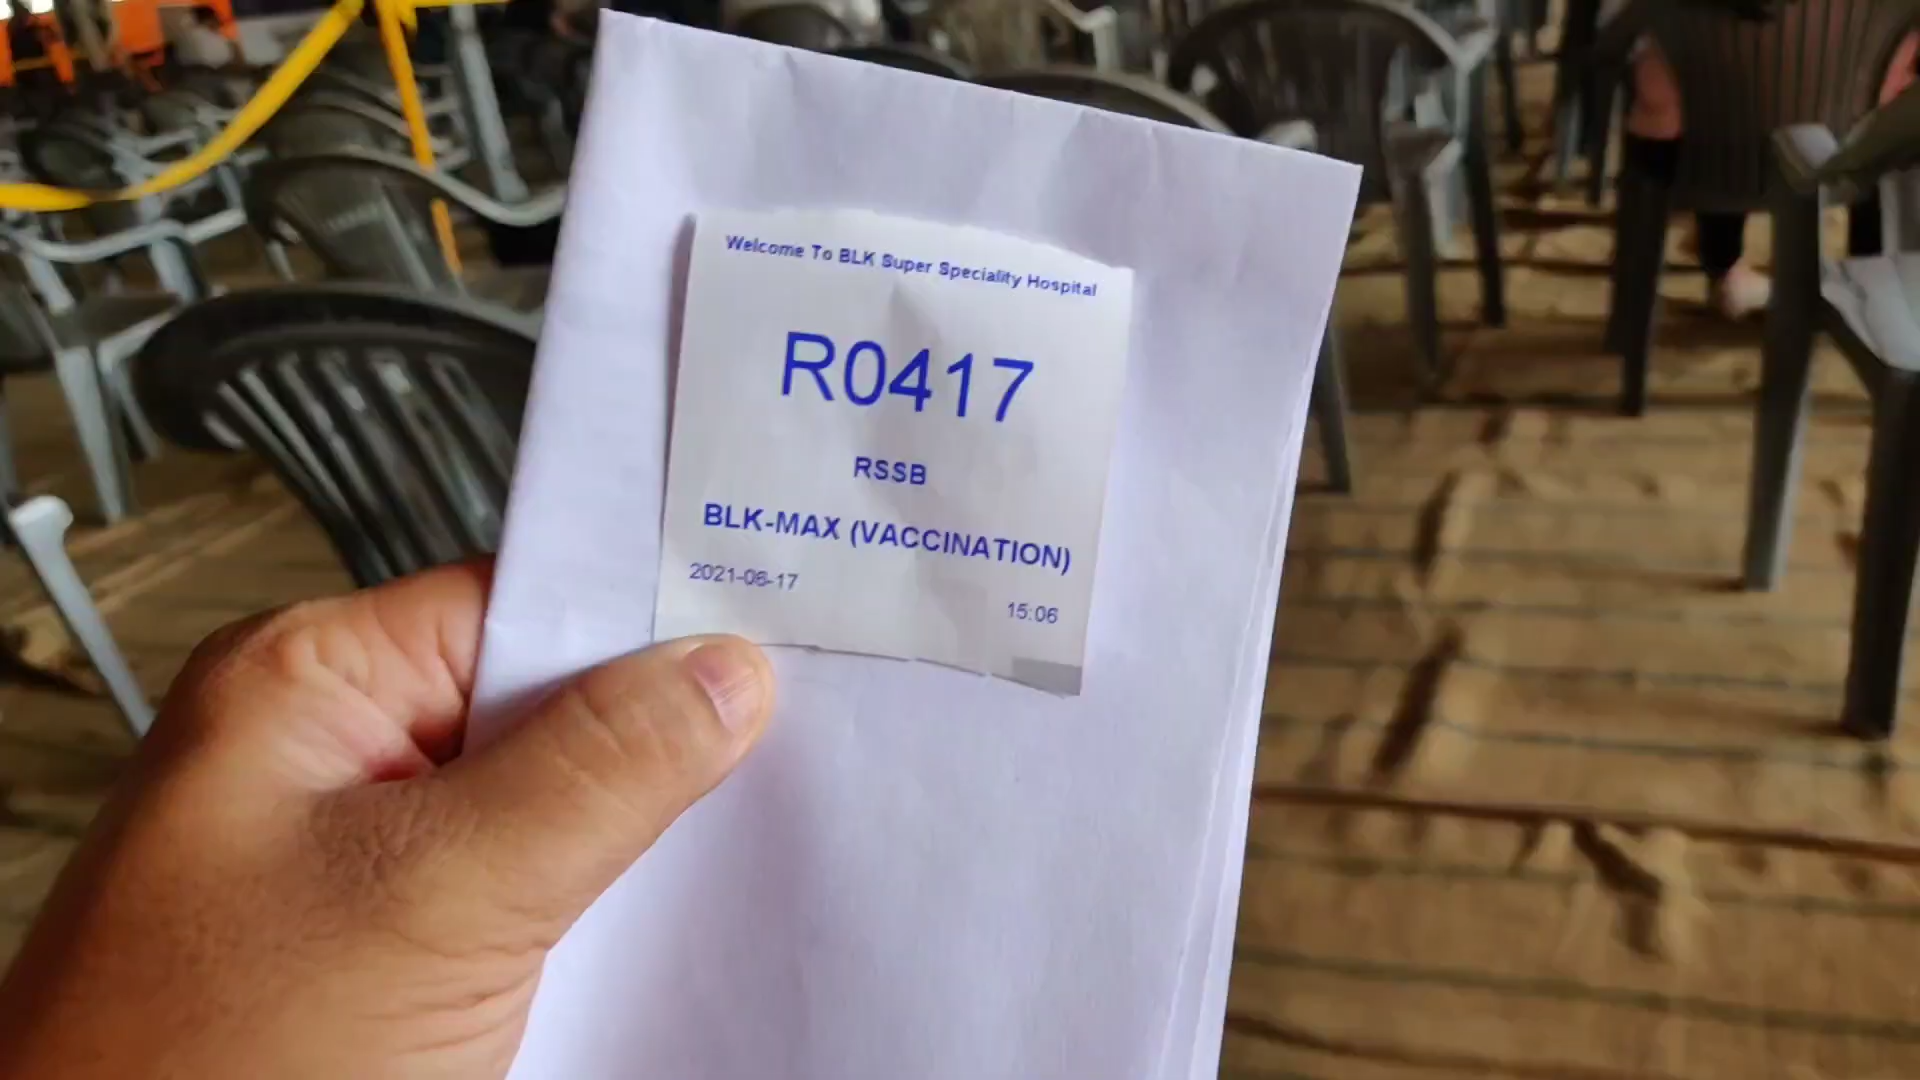 Welcome To BLK Super Speciality Hospital
R0417
RSSB
BLK-MAX (VACCINATION)
2021-06-17
15:06